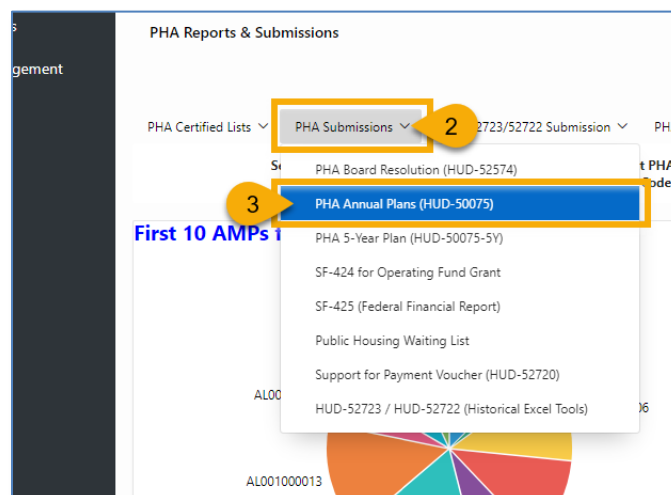 s
PHA Reports & Submissions
gement
PHA Certified Lists
PHA Submissions
2
2723/52722 Submission
PH
PHA Board Resolution (HUD-52574)
t PHA
3
PHA Annual Plans (HUD-50075)
Code
First 10 AMPs
PHA 5-Year Plan (HUD-50075-5Y)
SF-424 for Operating Fund Grant
SF-425 (Federal Financial Report)
Public Housing Waiting List
Support for Payment Voucher (HUD-52720)
AL00
HUD-52723 / HUD-52722 (Historical Excel Tools)
06
AL001000013